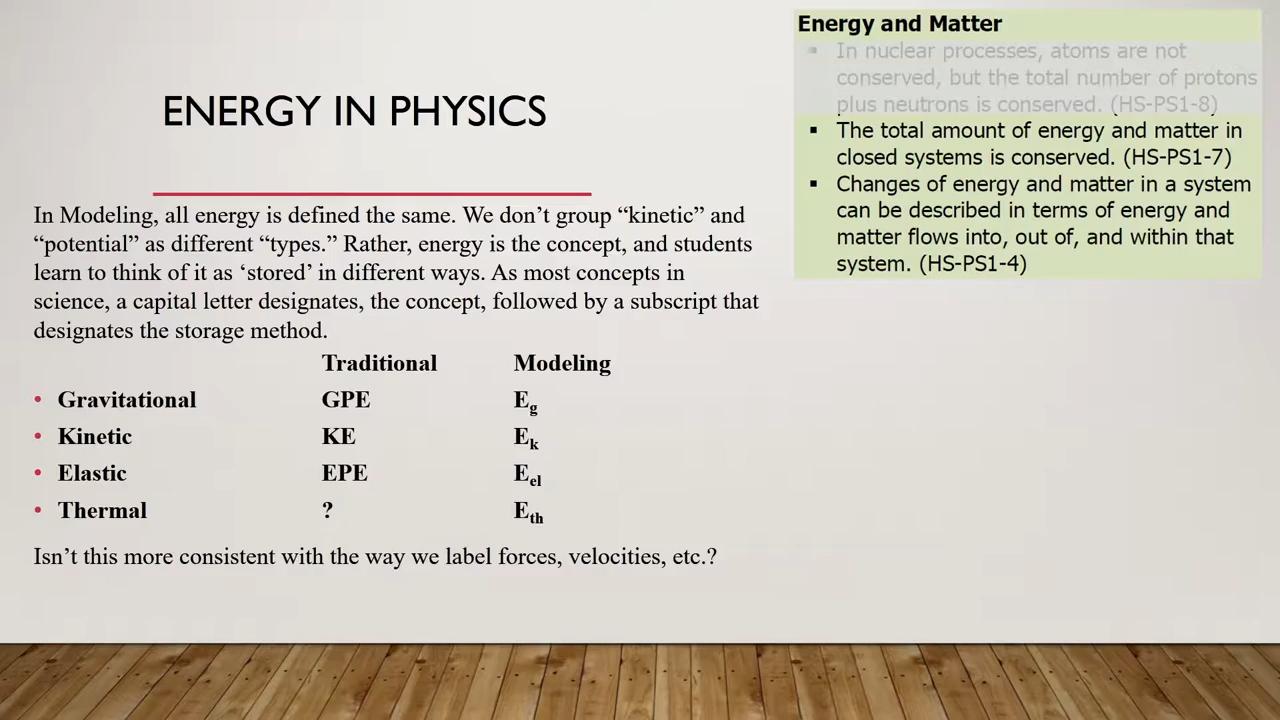 ENERGY IN PHYSICS
In Modeling, all energy is defined the same. We don’t group “kinetic” and
“potential” as different “types.” Rather, energy is the concept, and students
learn to think of it as ‘stored’ in different ways. As most concepts in
science, a capital letter designates, the concept, followed by a subscript that
designates the storage method.
Traditional Modeling
• Gravitational GPE Eg
• Kinetic KE Ek
• Elastic EPE Eel
• Thermal ? Eth
Isn’t this more consistent with the way we label forces, velocities, etc.?
Energy and Matter
▪ In nuclear processes, atoms are not
conserved, but the total number of protons
plus neutrons is conserved. (HS-PS1-8)
▪ The total amount of energy and matter in
closed systems is conserved. (HS-PS1-7)
▪ Changes of energy and matter in a system
can be described in terms of energy and
matter flows into, out of, and within that
system. (HS-PS1-4)